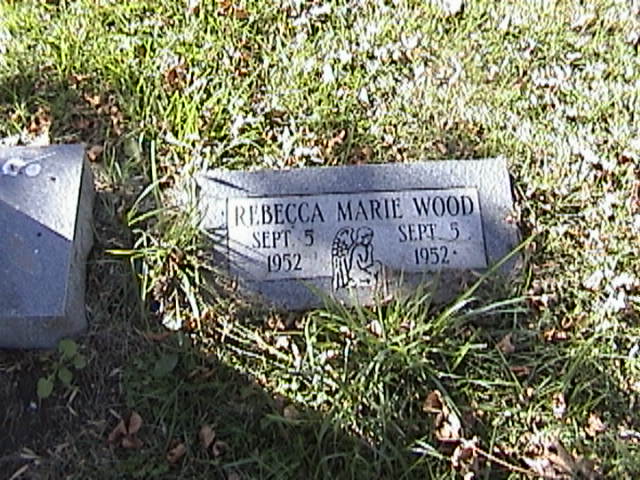 REBECCA MARIE WOOD
SEPT. 5 SEPT. 5
1952 1952